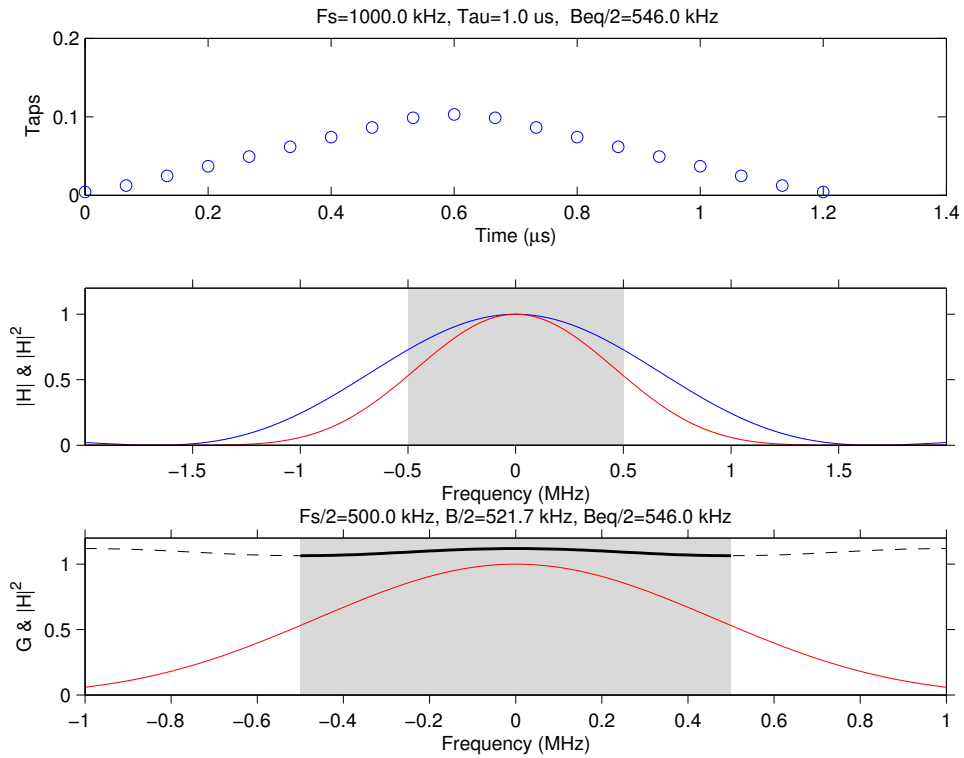 Fs=1000.0 kHz, Tau=1.0 us,  Beq/2=546.0 kHz
0.2
0.1
0
Taps
0 0.2 0.4 0.6 0.8 1 1.2 1.4
Time (μs)
1
0.5
0
|H| & |H|²
−1.5 −1 −0.5 0 0.5 1 1.5
Frequency (MHz)
Fs/2=500.0 kHz, B/2=521.7 kHz, Beq/2=546.0 kHz
1
0.5
0
G & |H|²
-1 −0.8 −0.6 −0.4 −0.2 0 0.2 0.4 0.6 0.8 1
Frequency (MHz)